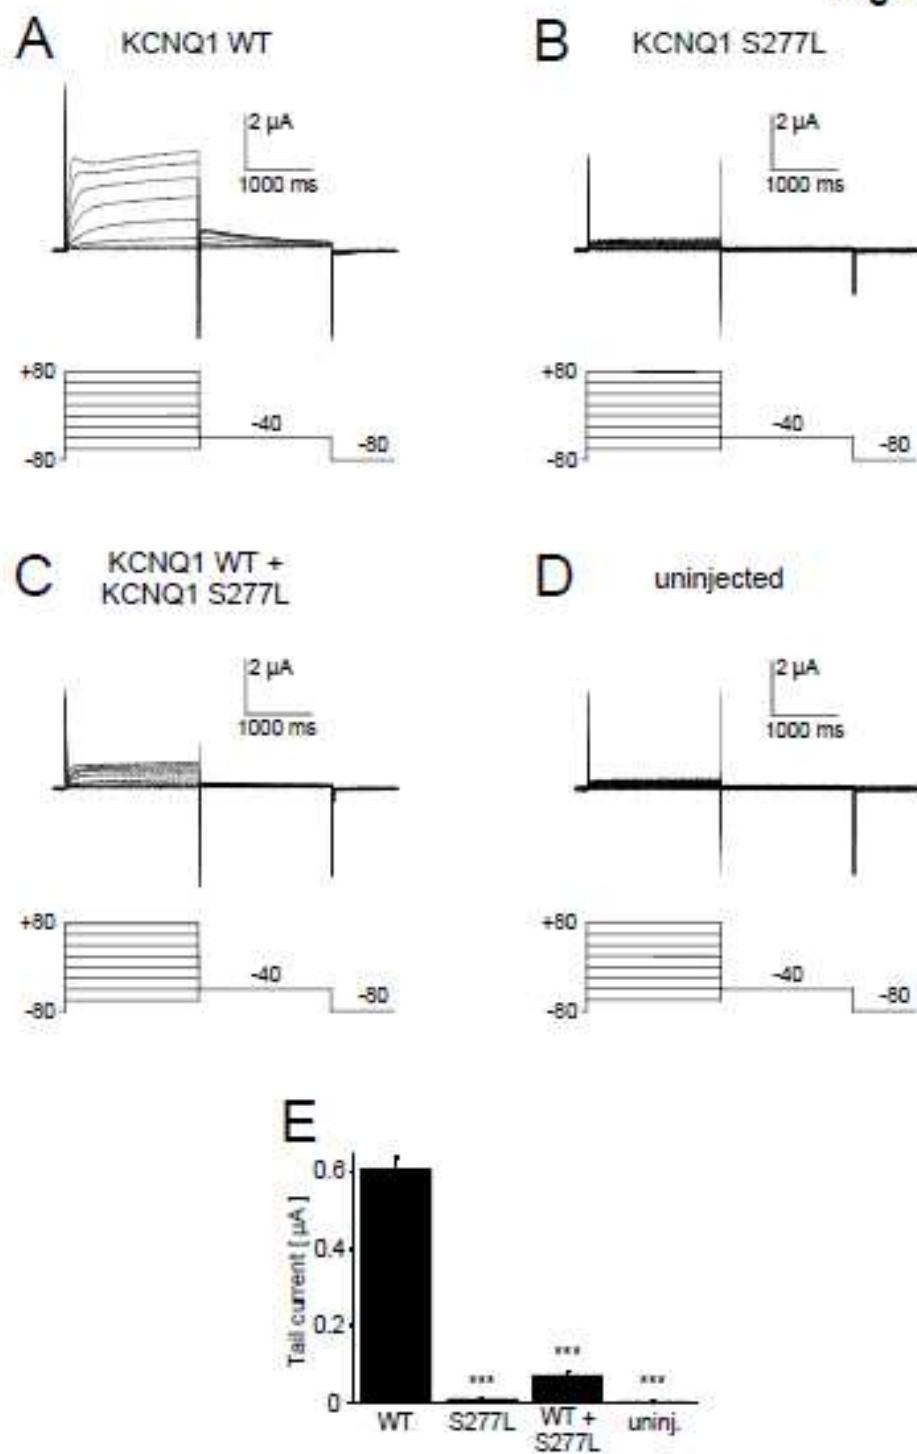 A KCNQ1 WT
2 µA
1000 ms
+80
-40
-80
-80
B KCNQ1 S277L
2 µA
1000 ms
+80
-40
-80
-80
C KCNQ1 WT +
KCNQ1 S277L
2 µA
1000 ms
+80
-40
-80
-80
D uninjected
2 µA
1000 ms
+80
-40
-80
-80
E
Tail current [ µA ]
0.6
0.4
0.2
0
***
***
***
WT
S277L
WT +
S277L
uninj.